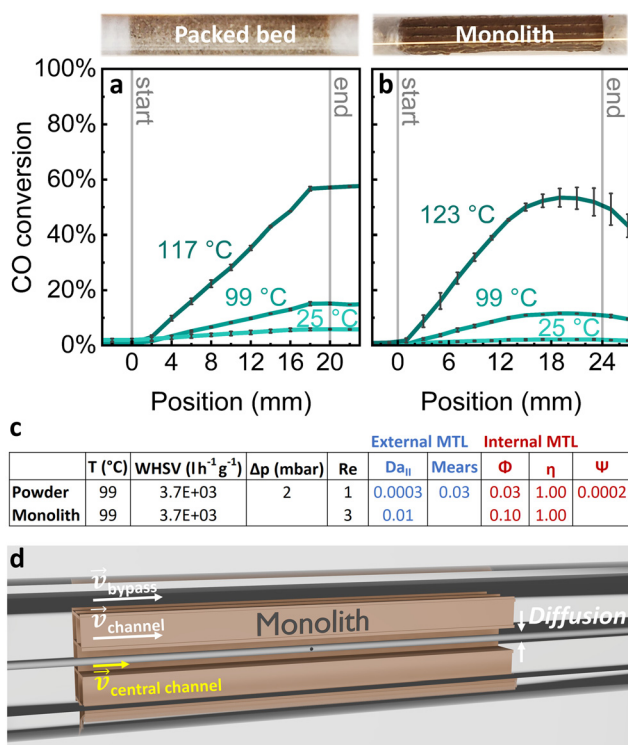 Packed bed
Monolith
100%
80%
60%
40%
20%
0%
CO conversion
a
start
end
117 °C
99 °C
25 °C
0
4
8
12
16
20
Position (mm)
b
start
end
123 °C
99 °C
25 °C
0
6
12
18
24
Position (mm)
c
External MTL Internal MTL
T (°C) WHSV (l h⁻¹g⁻¹) Δp (mbar) Re Da_II Mears Φ η Ψ
Powder 99 3.7E+03 2 1 0.0003 0.03 0.03 1.00 0.0002
Monolith 99 3.7E+03 3 0.01 0.10 1.00
d
v⃗ bypass
v⃗ channel
Monolith
Diffusion
v⃗ central channel